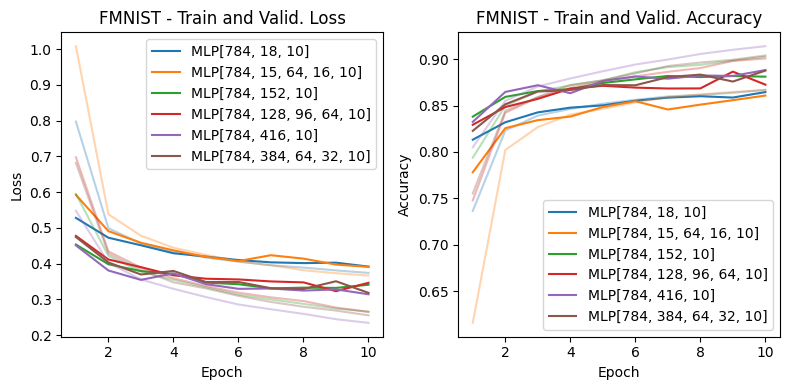 FMNIST - Train and Valid. Loss
1.0
0.9
0.8
0.7
0.6
0.5
0.4
0.3
0.2
Loss
MLP[784, 18, 10]
MLP[784, 15, 64, 16, 10]
MLP[784, 152, 10]
MLP[784, 128, 96, 64, 10]
MLP[784, 416, 10]
MLP[784, 384, 64, 32, 10]
2 4 6 8 10
Epoch
FMNIST - Train and Valid. Accuracy
0.90
0.85
0.80
0.75
0.70
0.65
Accuracy
MLP[784, 18, 10]
MLP[784, 15, 64, 16, 10]
MLP[784, 152, 10]
MLP[784, 128, 96, 64, 10]
MLP[784, 416, 10]
MLP[784, 384, 64, 32, 10]
2 4 6 8 10
Epoch